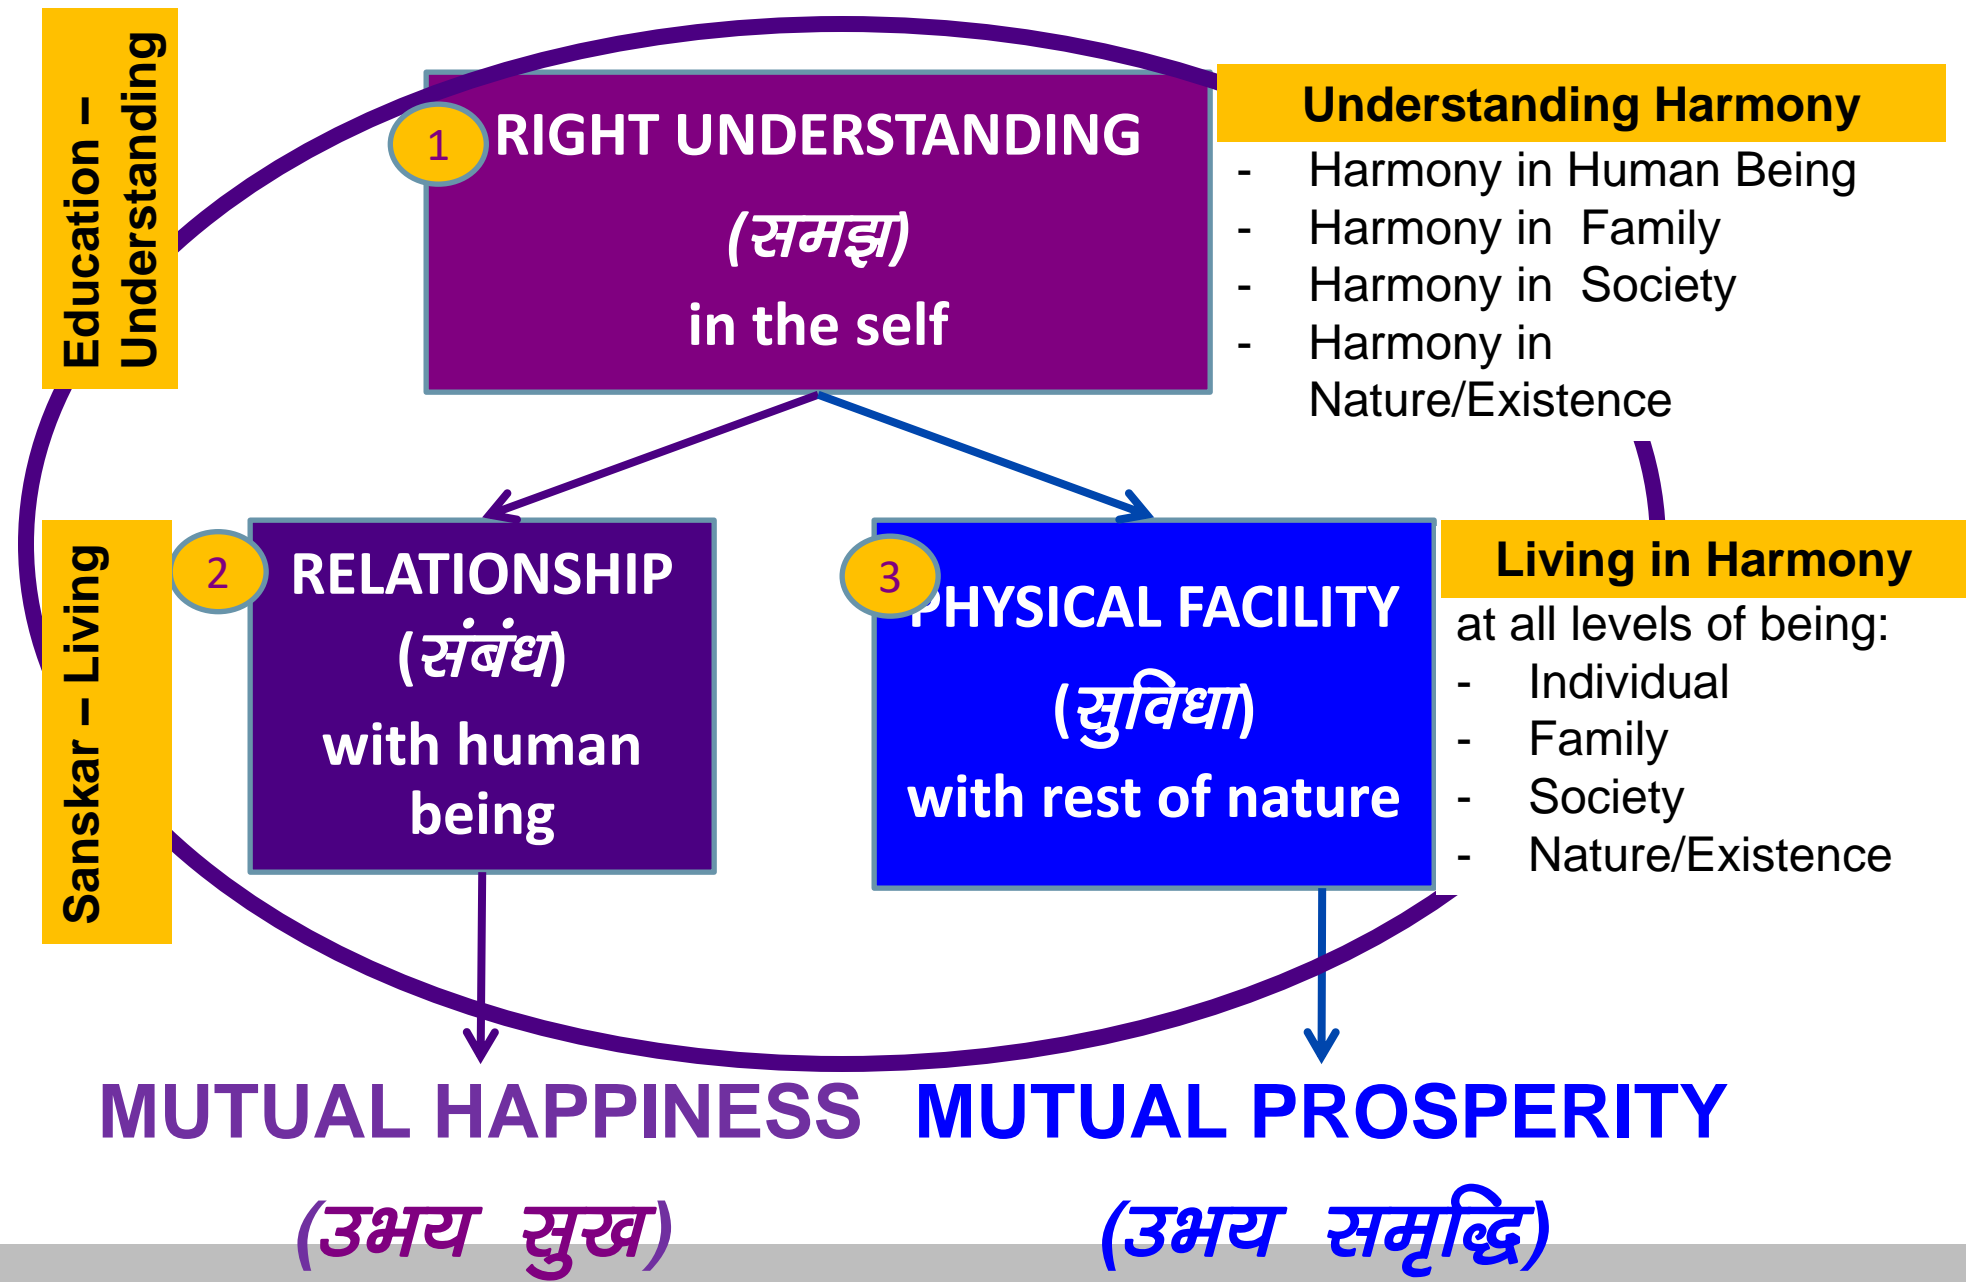 Education –
Understanding
1
RIGHT UNDERSTANDING
(समझ)
in the self
Understanding Harmony
- Harmony in Human Being
- Harmony in Family
- Harmony in Society
- Harmony in
Nature/Existence
Sanskar – Living
2
RELATIONSHIP
(संबंध)
with human
being
3
PHYSICAL FACILITY
(सुविधा)
with rest of nature
Living in Harmony
at all levels of being:
- Individual
- Family
- Society
- Nature/Existence
MUTUAL HAPPINESS
(उभय सुख)
MUTUAL PROSPERITY
(उभय समृद्धि)